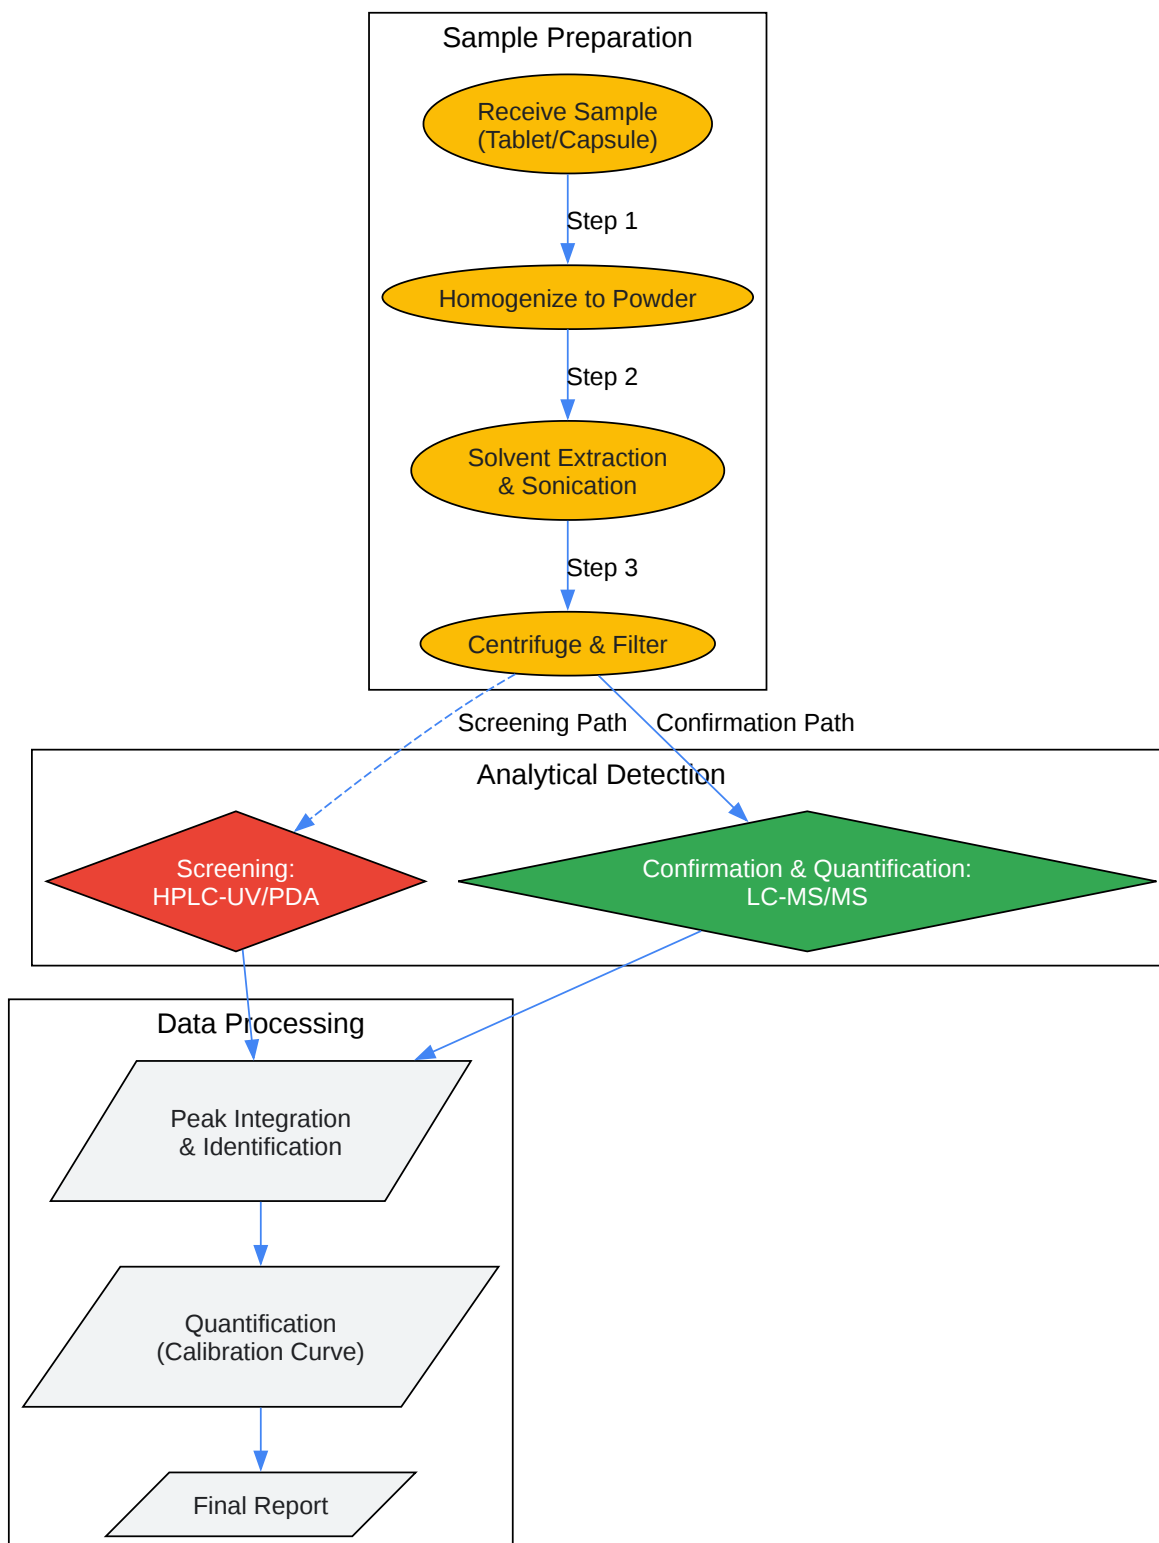 Sample Preparation
Receive Sample
(Tablet/Capsule)
Step 1
Homogenize to Powder
Step 2
Solvent Extraction
& Sonication
Step 3
Centrifuge & Filter
Screening Path
Confirmation Path
Analytical Detection
Screening:
HPLC-UV/PDA
Confirmation & Quantification:
LC-MS/MS
Data Processing
Peak Integration
& Identification
Quantification
(Calibration Curve)
Final Report